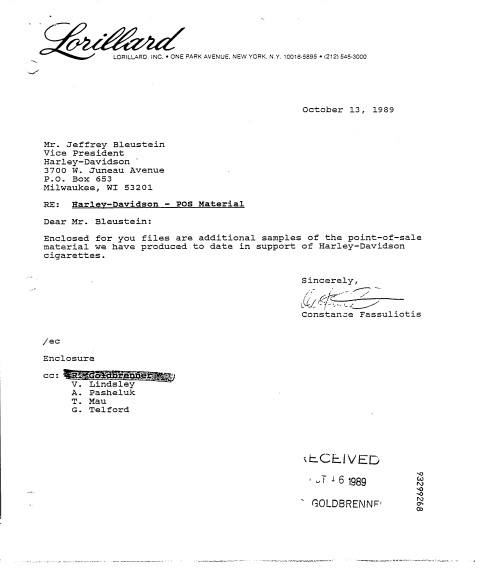 Lorillard
LORILLARD, INC. • ONE PARK AVENUE, NEW YORK, N.Y. 10016-5895 • (212) 545-3000
October 13, 1989
Mr. Jeffrey Bleustein
Vice President
Harley-Davidson
3700 W. Juneau Avenue
P.O. Box 653
Milwaukee, WI 53201
RE: Harley-Davidson - POS Material
Dear Mr. Bleustein:
Enclosed for you files are additional samples of the point-of-sale
material we have produced to date in support of Harley-Davidson
cigarettes.
Sincerely,
Constance Fassuliotis
/ec
Enclosure
cc: R. Goldbrenner
V. Lindsley
A. Pasheluk
T. Mau
G. Telford
ECEIVED
16 1989
GOLDBRENNE
93299268